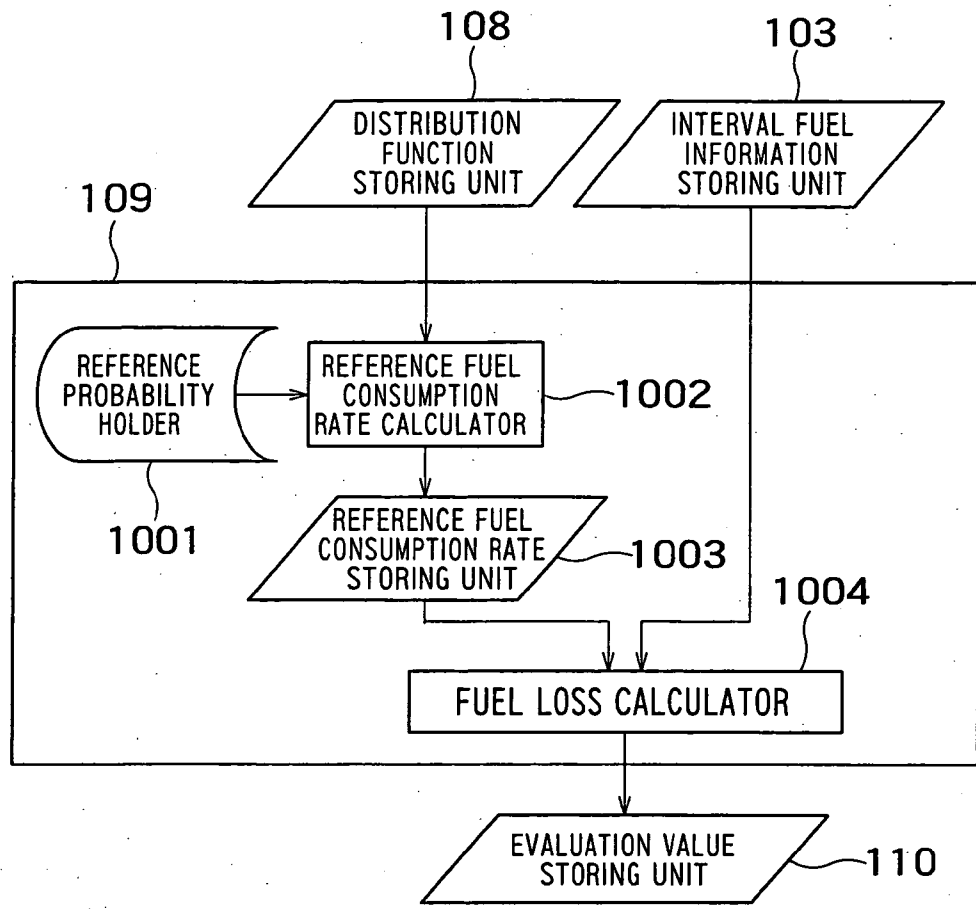 108
103
DISTRIBUTION
FUNCTION
STORING UNIT
INTERVAL FUEL
INFORMATION
STORING UNIT
109
REFERENCE
PROBABILITY
HOLDER
REFERENCE FUEL
CONSUMPTION
RATE CALCULATOR
1002
1001
REFERENCE FUEL
CONSUMPTION RATE
STORING UNIT
1003
1004
FUEL LOSS CALCULATOR
EVALUATION VALUE
STORING UNIT
110